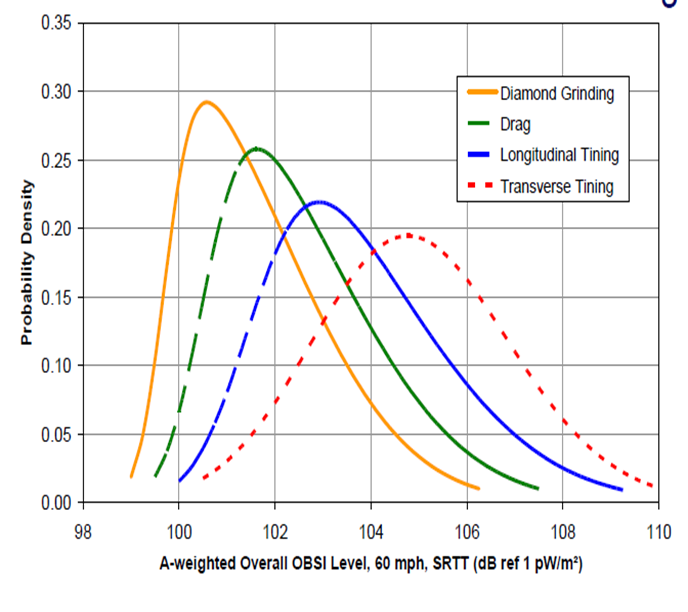 0.35
0.30
0.25
0.20
0.15
0.10
0.05
0.00
Probability Density
Diamond Grinding
Drag
Longitudinal Tining
Transverse Tining
98 100 102 104 106 108 110
A-weighted Overall OBSI Level, 60 mph, SRTT (dB ref 1 pW/m²)